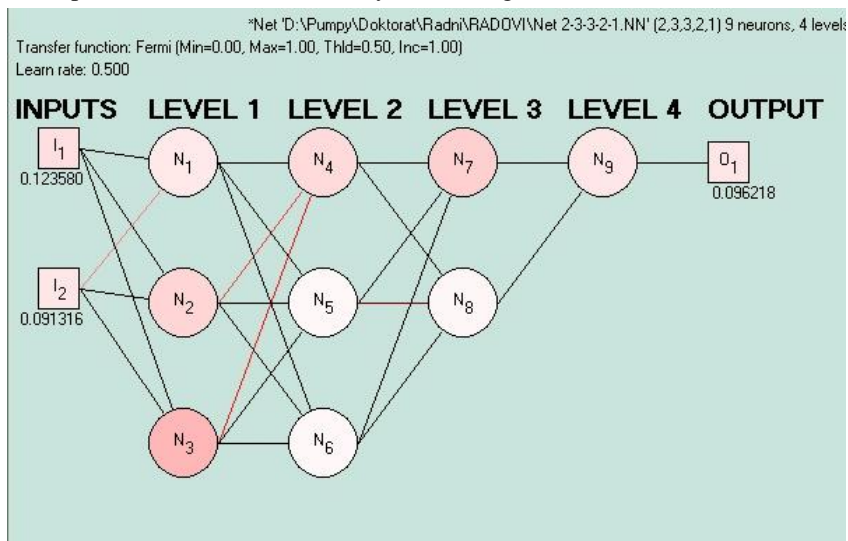 *Net 'D:\Pumpy\Doktorat\Radni\RADOVI\Net 2-3-3-2-1.NN' (2,3,3,2,1) 9 neurons, 4 levels
Transfer function: Fermi (Min=0.00, Max=1.00, Thld=0.50, Inc=1.00)
Learn rate: 0.500
INPUTS LEVEL 1 LEVEL 2 LEVEL 3 LEVEL 4 OUTPUT
I1 N1 N4 N7 N9 O1
0.123580 0.096218
I2 N2 N5 N8
0.091316
N3 N6